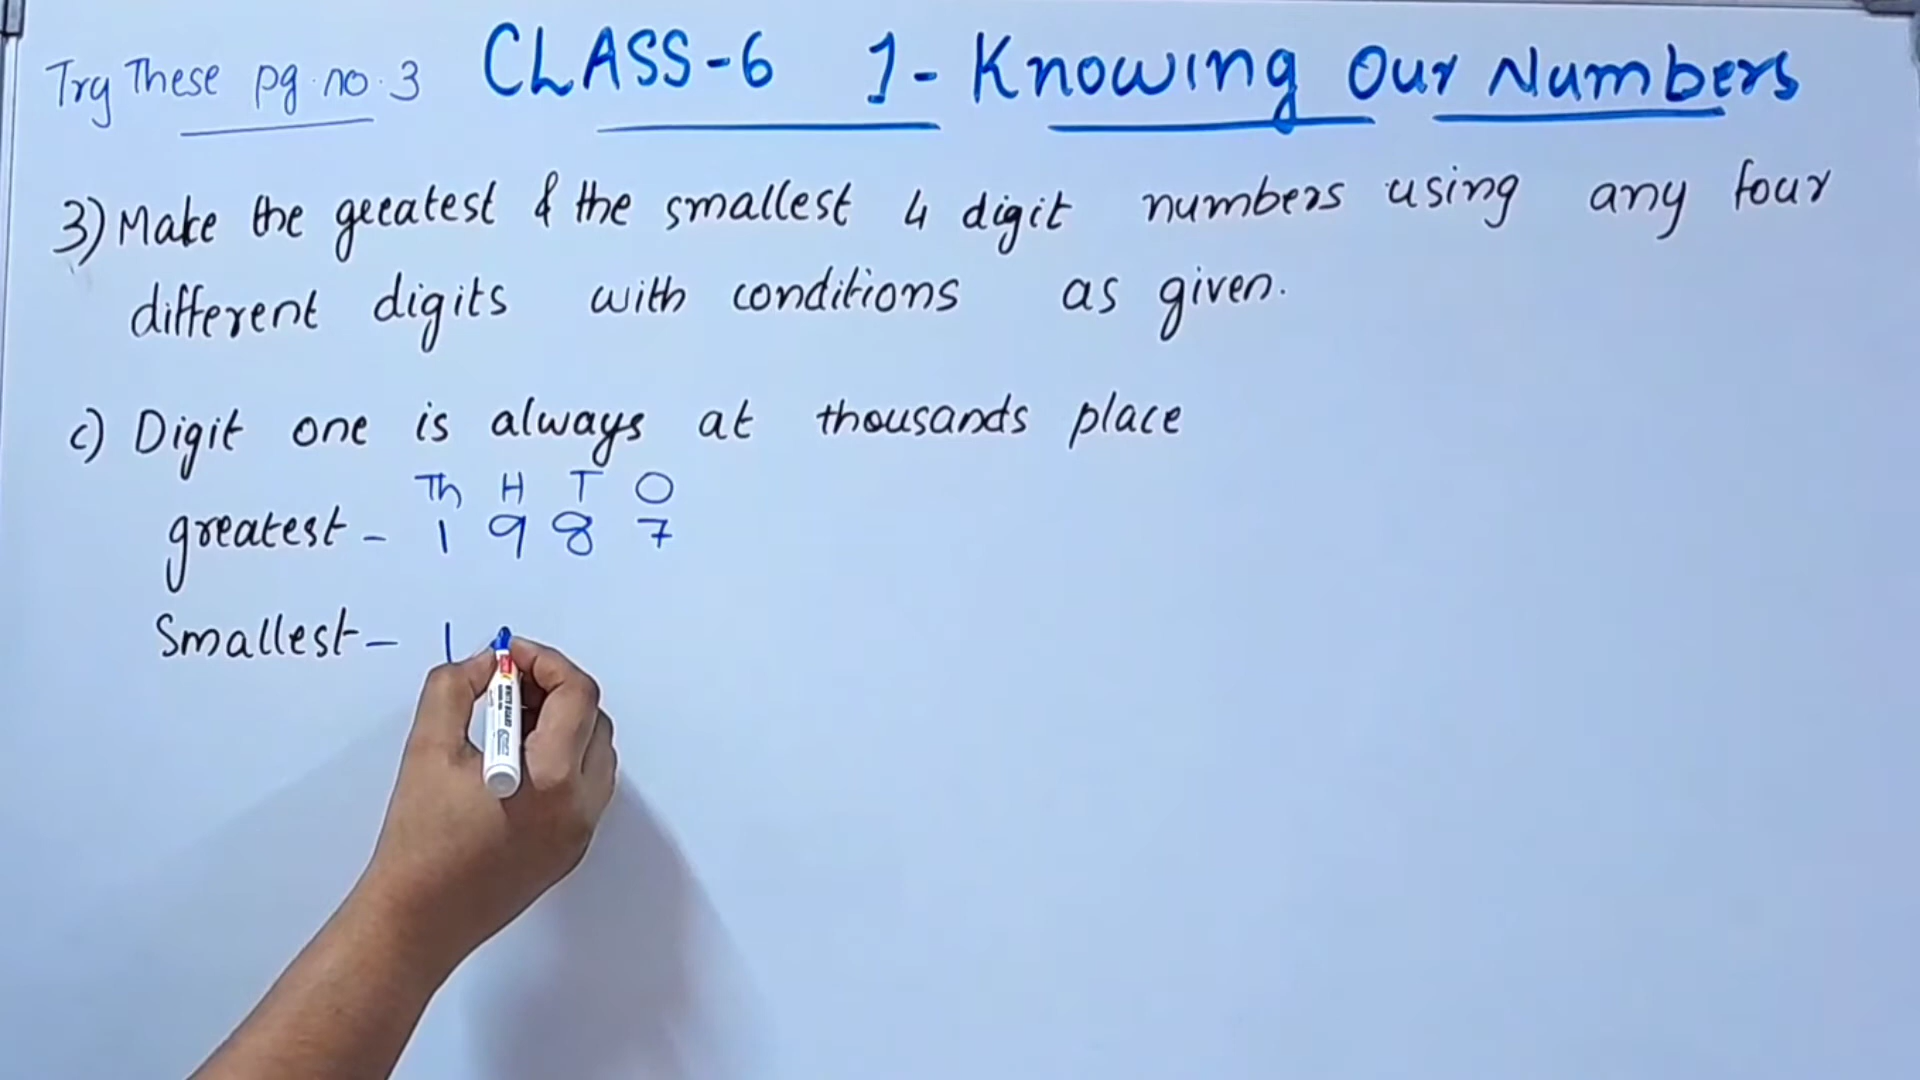 Try These pg.no.3 CLASS-6 1- Knowing Our Numbers
3) Make the greatest & the smallest 4 digit numbers using any four
different digits with conditions as given.
c) Digit one is always at thousands place
Th H T O
greatest - 1 9 8 7
Smallest - 1
WHITE BOARD